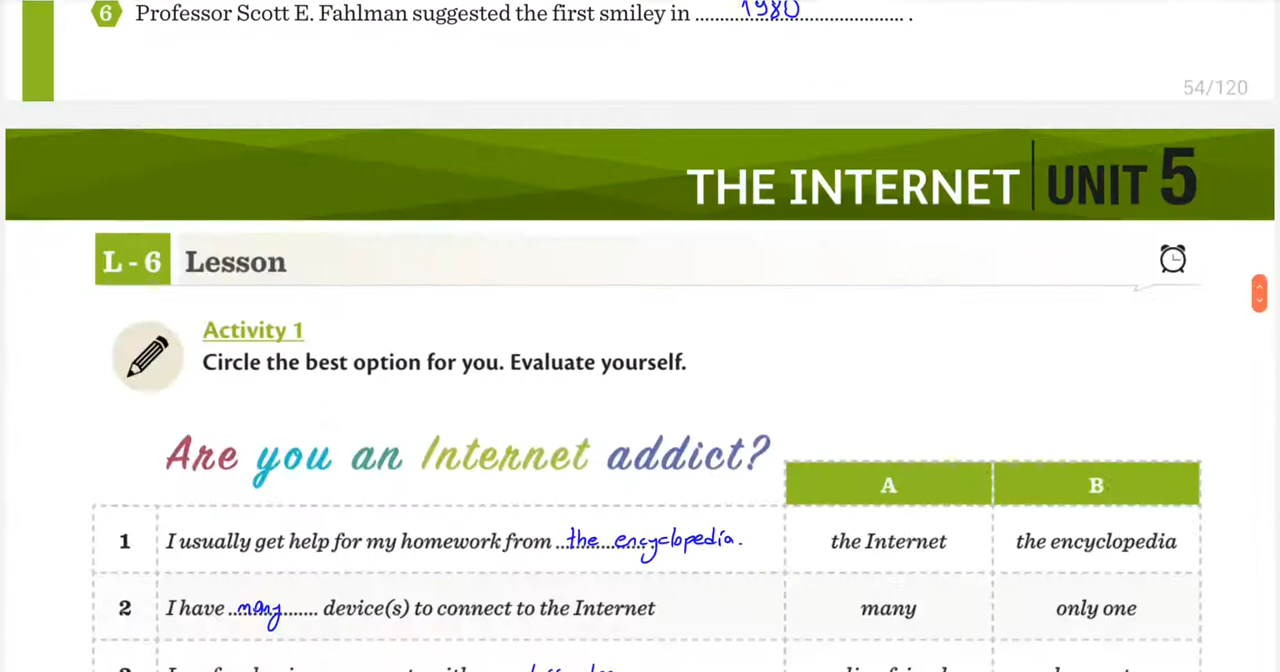 6 Professor Scott E. Fahlman suggested the first smiley in ....1980.... .
54/120
THE INTERNET UNIT 5
L - 6 Lesson
Activity 1
Circle the best option for you. Evaluate yourself.
Are you an Internet addict?
A B
1 I usually get help for my homework from the encyclopedia. the Internet the encyclopedia
2 I have ..many....... device(s) to connect to the Internet many only one